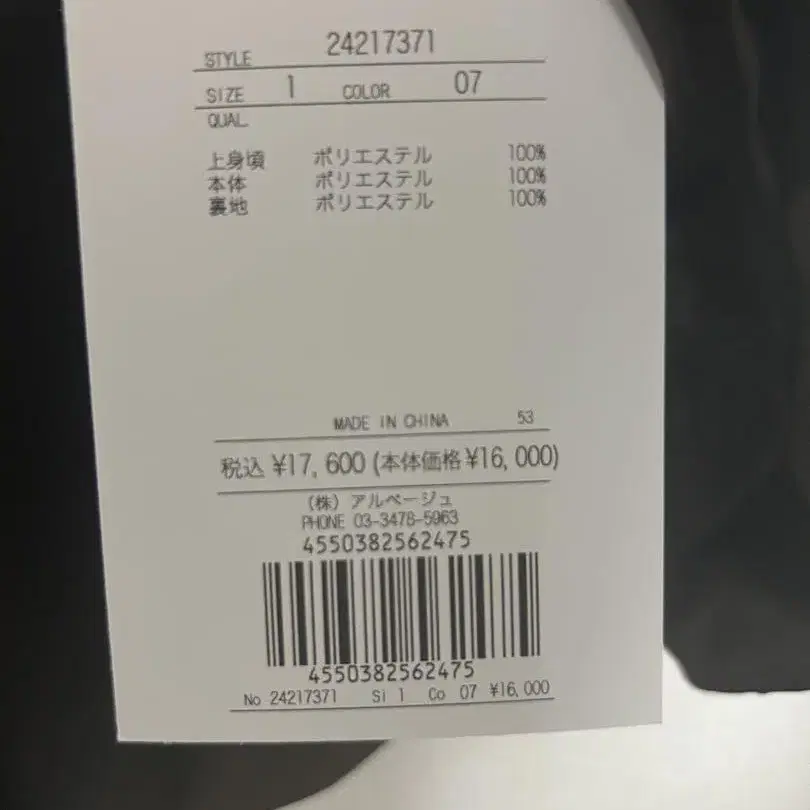 STYLE 24217371
SIZE 1 COLOR 07
QUAL.
上身頃 ポリエステル 100%
本体 ポリエステル 100%
裏地 ポリエステル 100%
MADE IN CHINA 53
税込 ¥17,600 (本体価格 ¥16,000)
(株) アルページュ
PHONE 03-3478-5963
4550382562475
4550382562475
No 24217371 Si 1 Co 07 ¥16,000